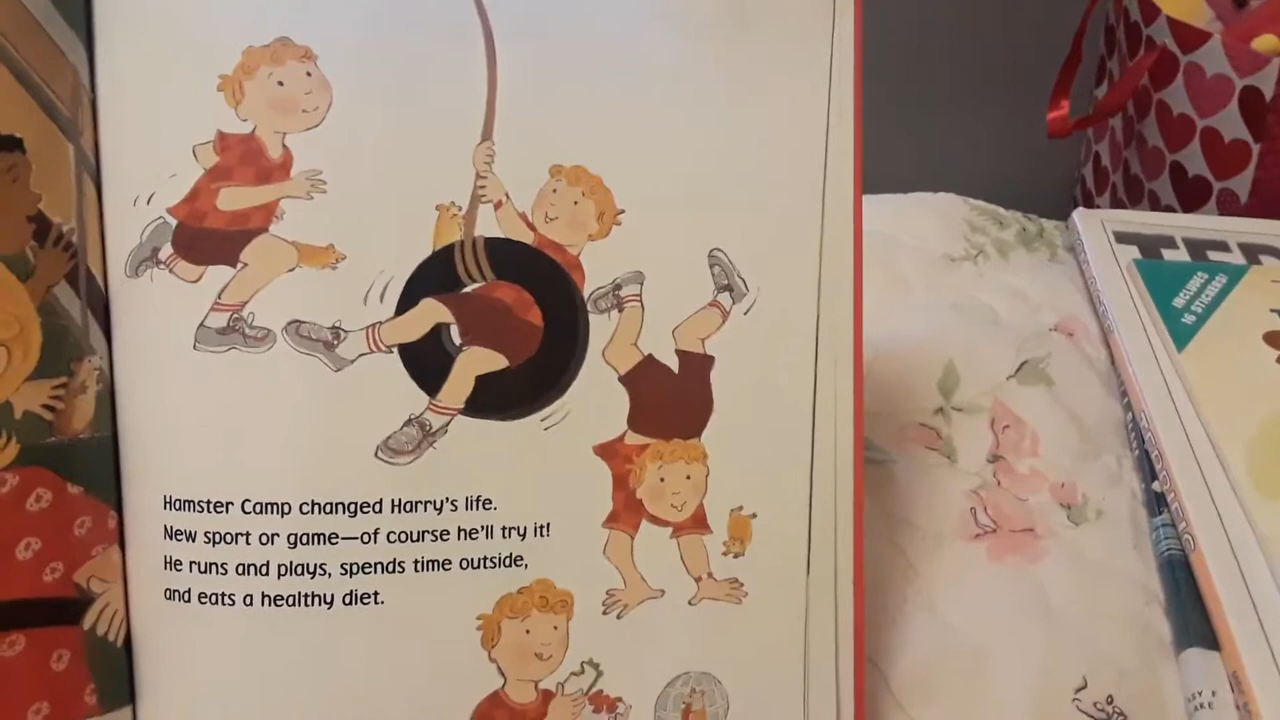 Hamster Camp changed Harry's life.
New sport or game—of course he'll try it!
He runs and plays, spends time outside,
and eats a healthy diet.
INCLUDES
16 STICKERS!